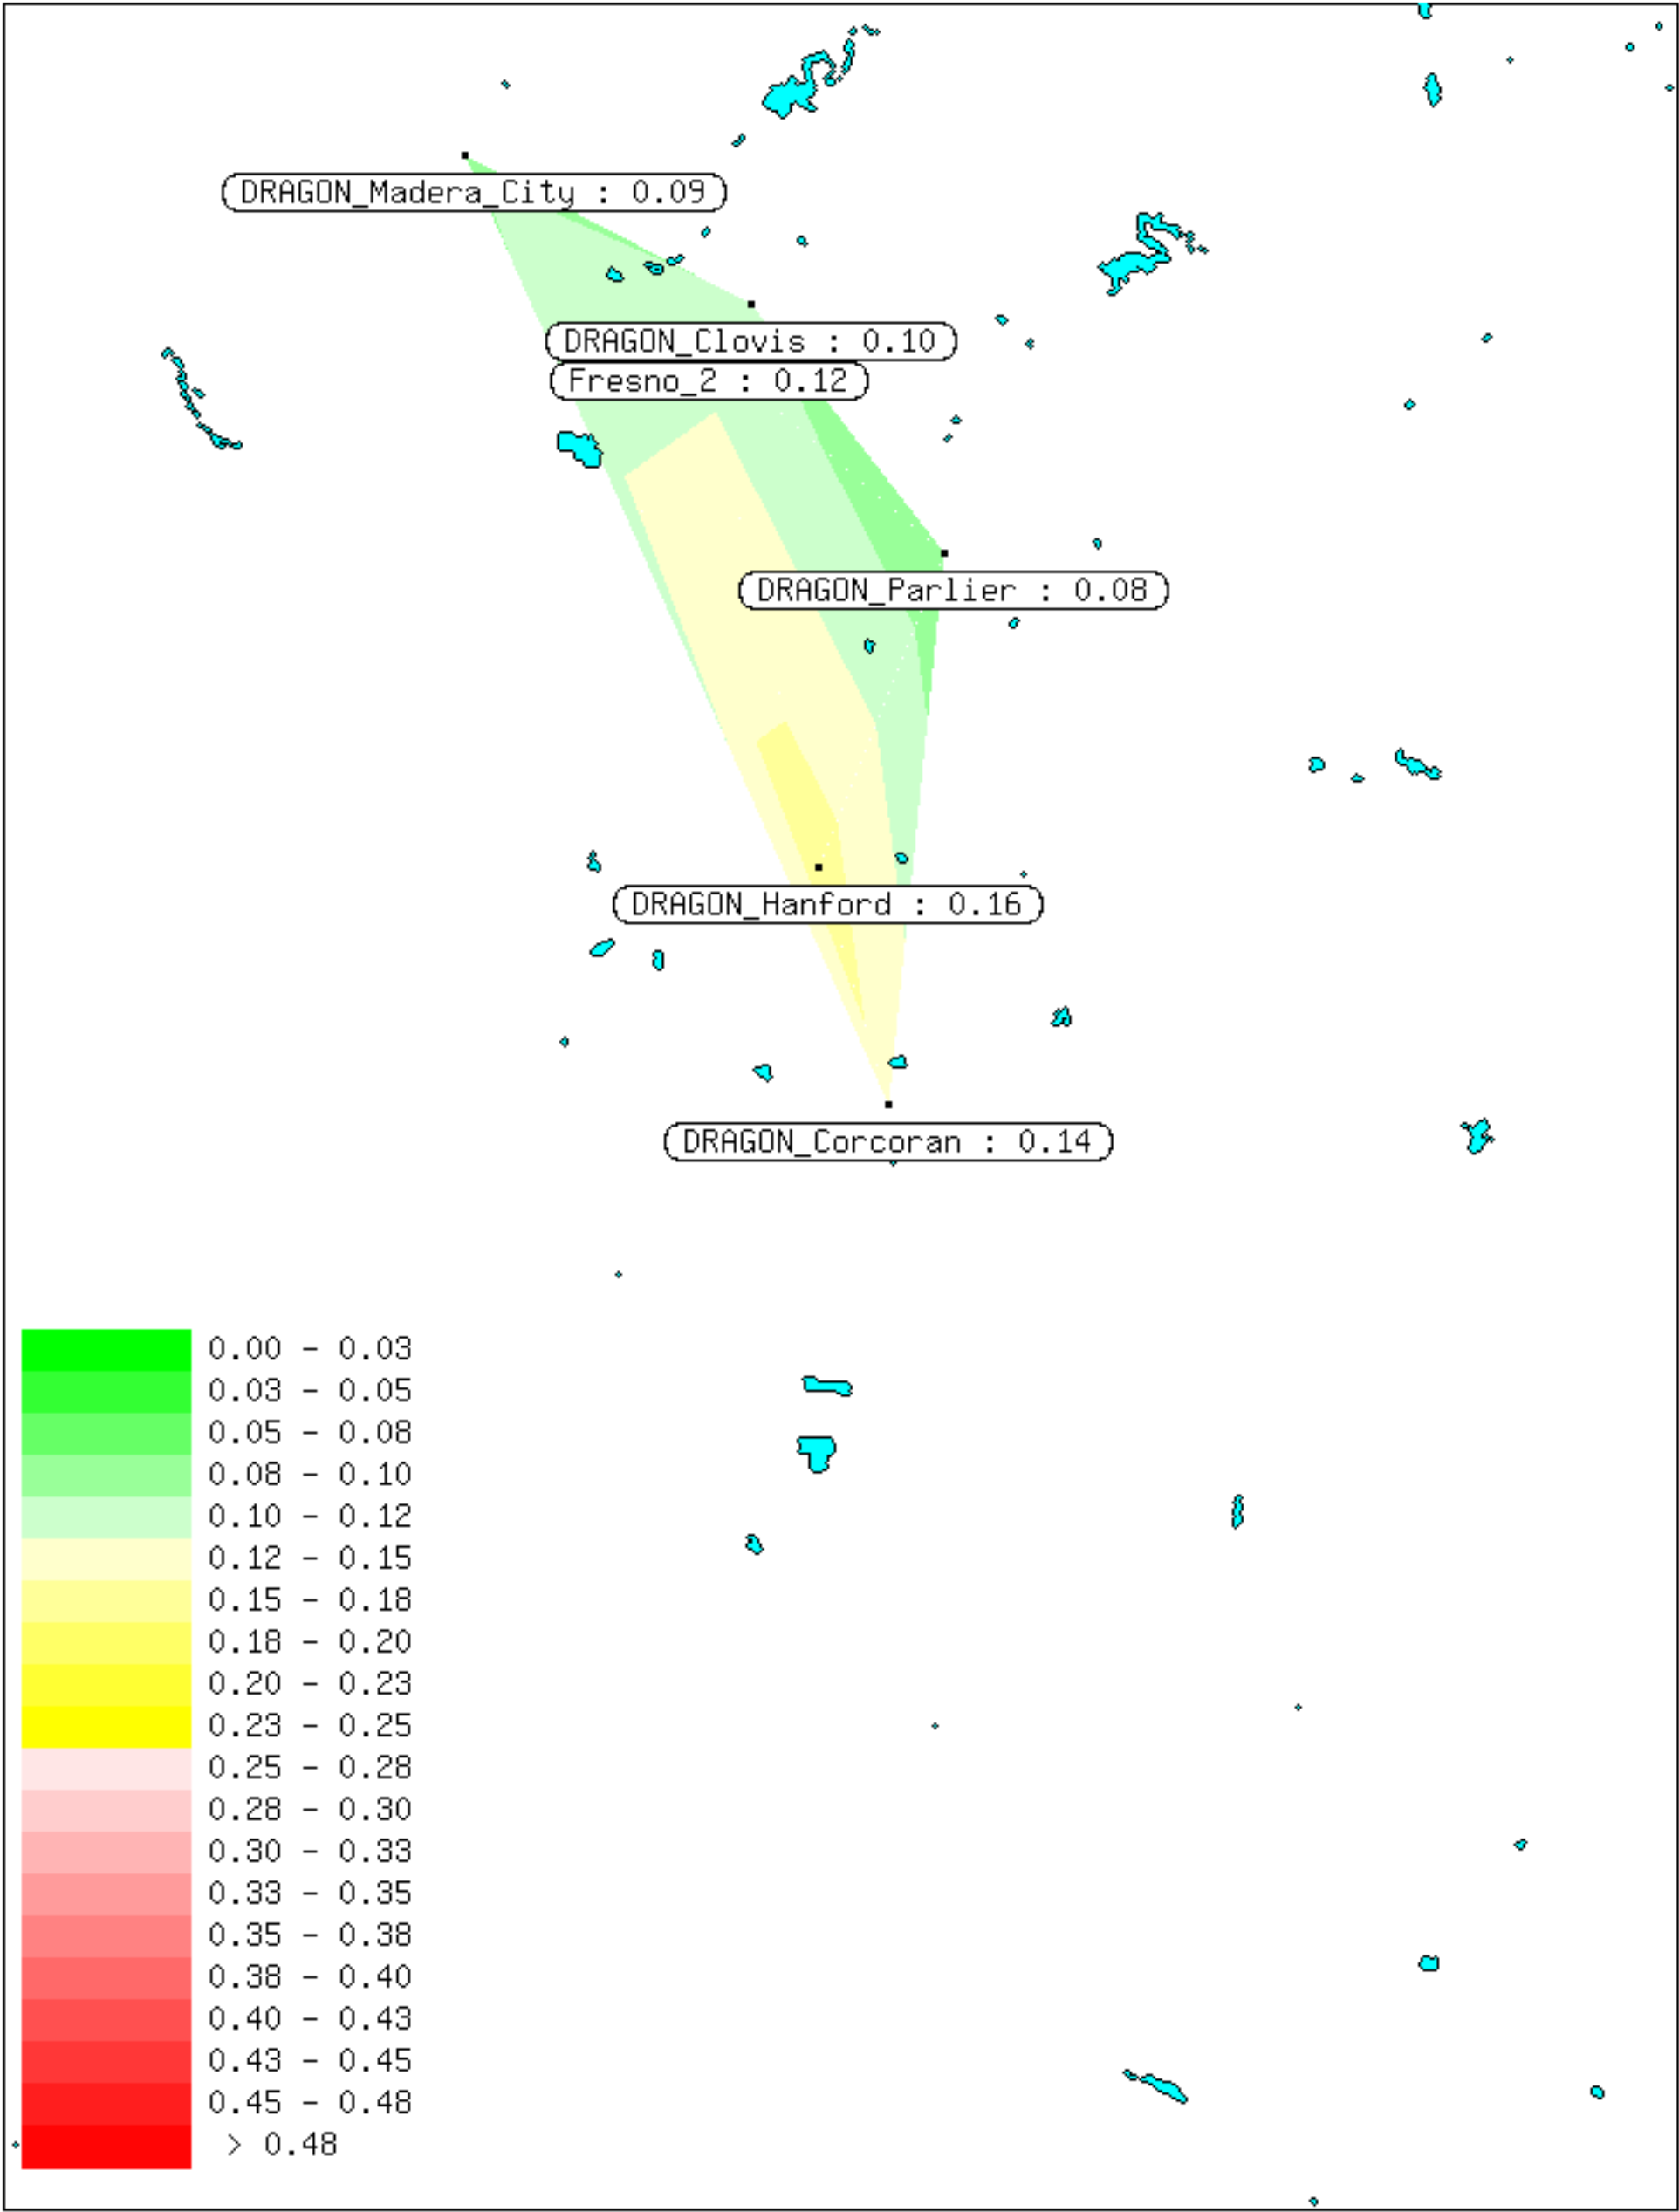 DRAGON_Madera_City : 0.09
DRAGON_Clovis : 0.10
Fresno_2 : 0.12
DRAGON_Parlier : 0.08
DRAGON_Hanford : 0.16
DRAGON_Corcoran : 0.14
0.00 - 0.03
0.03 - 0.05
0.05 - 0.08
0.08 - 0.10
0.10 - 0.12
0.12 - 0.15
0.15 - 0.18
0.18 - 0.20
0.20 - 0.23
0.23 - 0.25
0.25 - 0.28
0.28 - 0.30
0.30 - 0.33
0.33 - 0.35
0.35 - 0.38
0.38 - 0.40
0.40 - 0.43
0.43 - 0.45
0.45 - 0.48
> 0.48